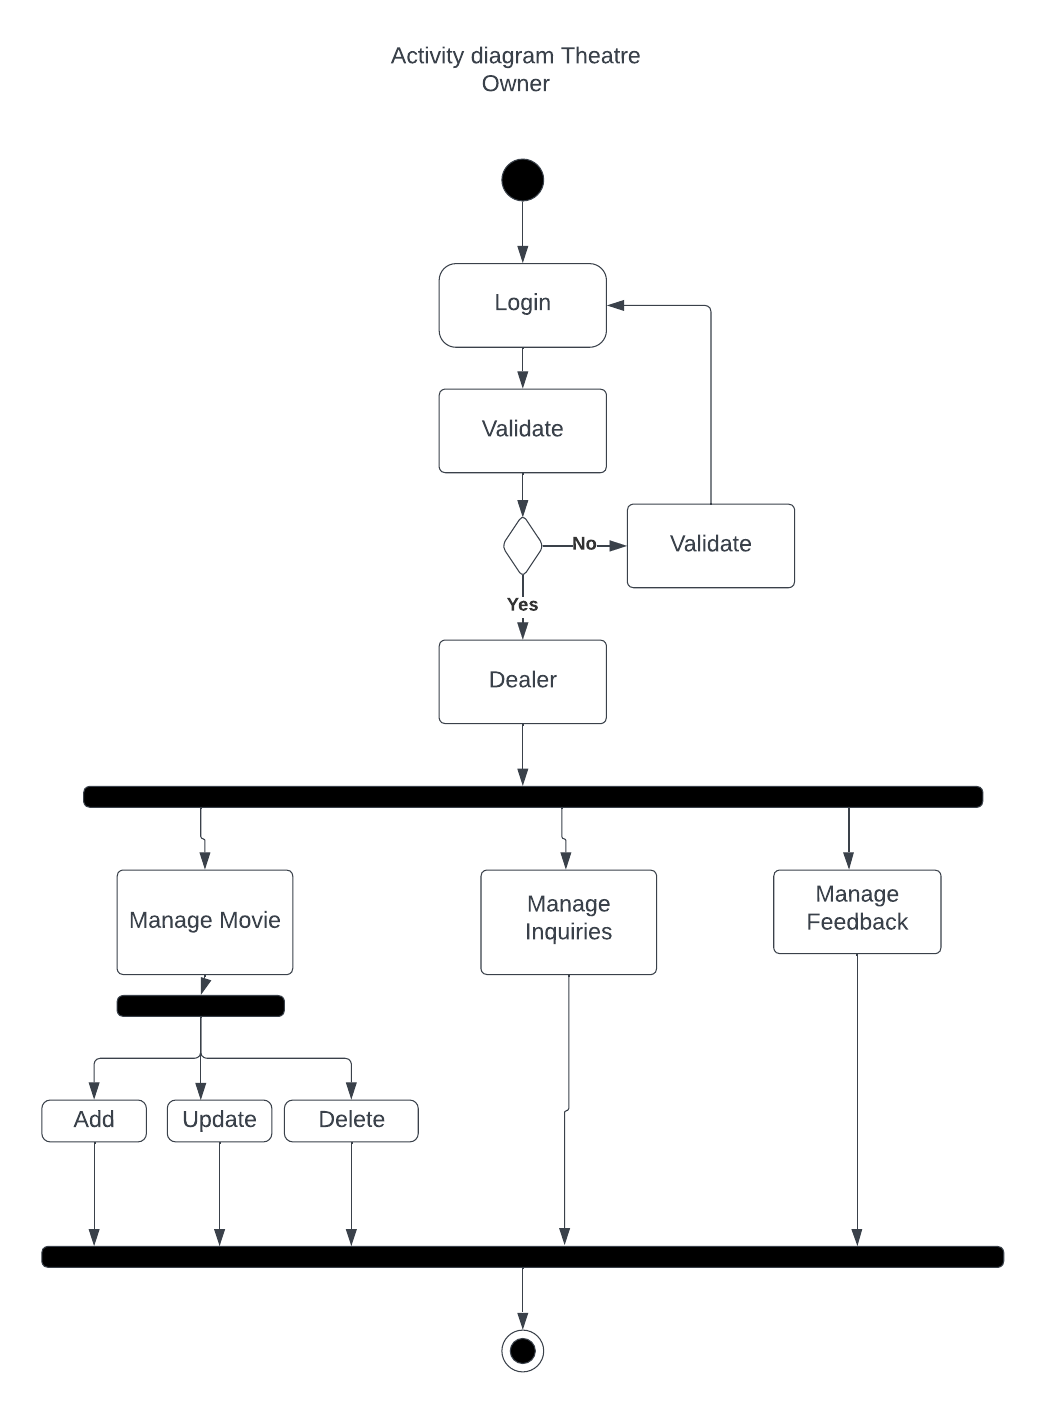 Activity diagram Theatre
Owner
Login
Validate
No
Validate
Yes
Dealer
Manage Movie
Manage
Inquiries
Manage
Feedback
Add
Update
Delete